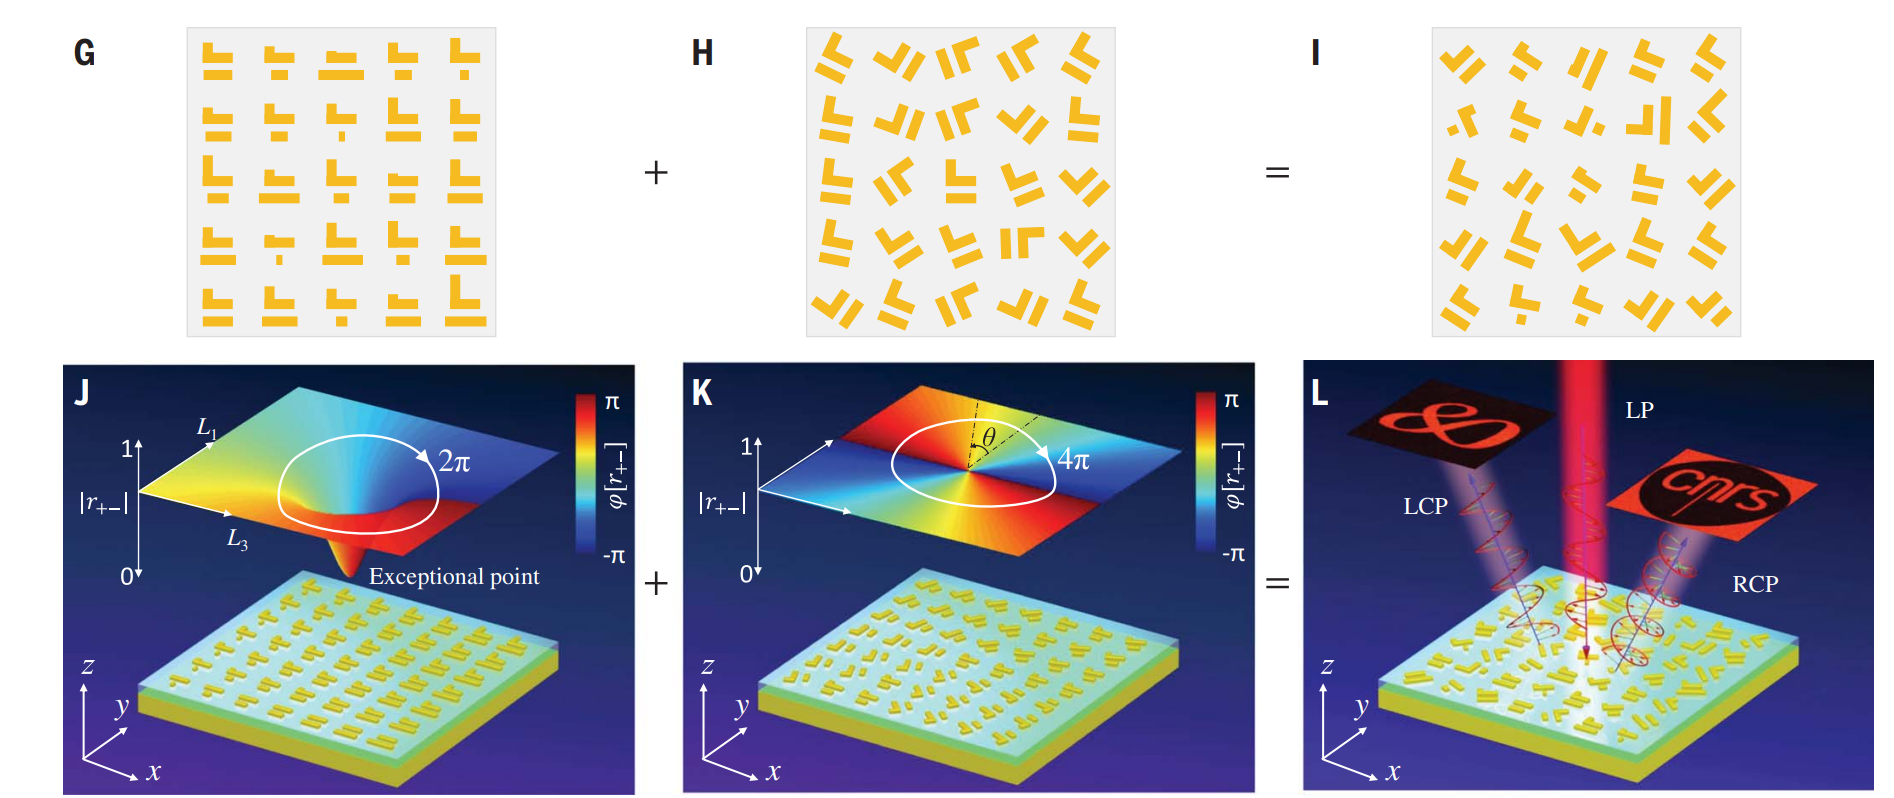 G
H
I
+
=
J
1
L₁
2π
|r₊₋|
L₃
0
Exceptional point
π
φ[r₊₋]
-π
z
y
x
+
K
1
θ
4π
|r₊₋|
0
π
φ[r₊₋]
-π
z
y
x
=
L
LP
cnrs
LCP
RCP
z
y
x